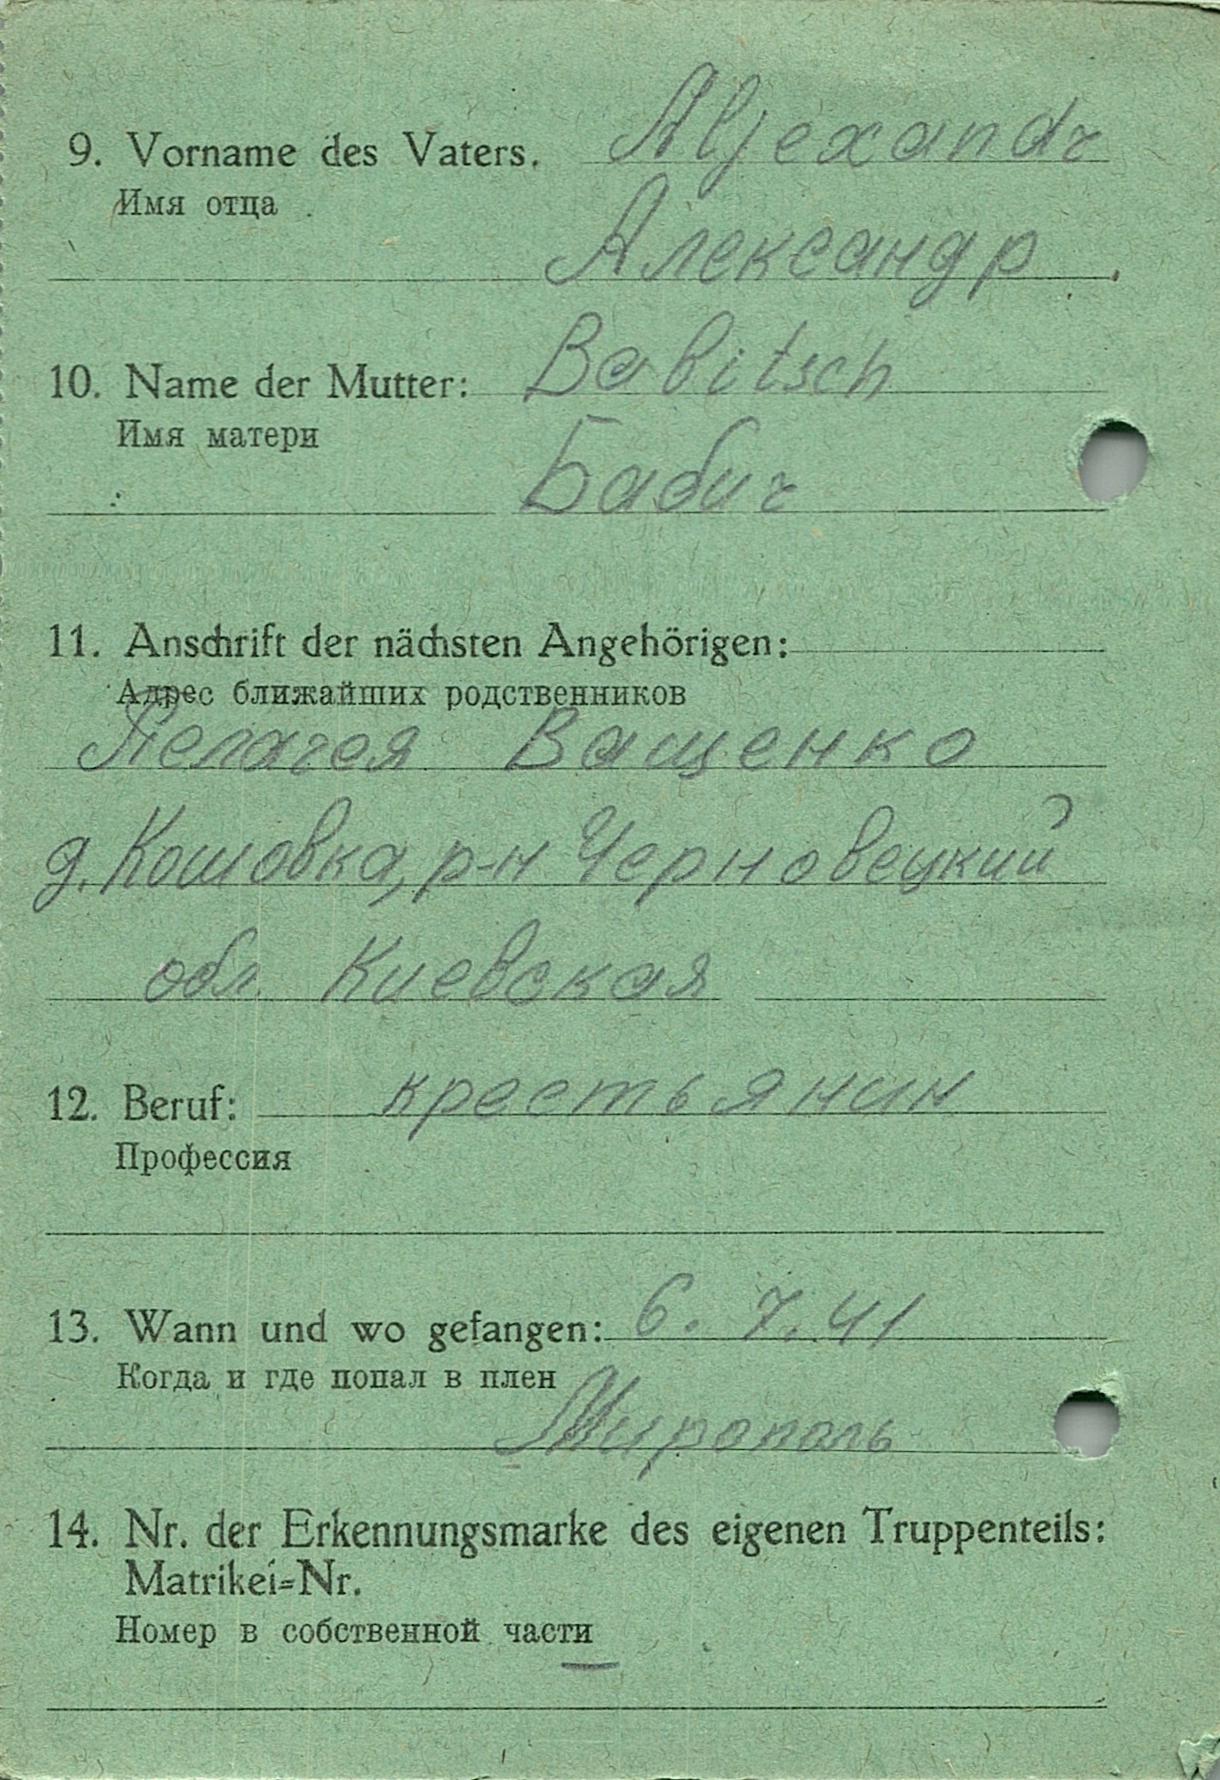 9. Vorname des Vaters. Aljexandr
Имя отца
Александр
10. Name der Mutter: Babitsch
Имя матери
Бабич
11. Anschrift der nächsten Angehörigen:
Адрес ближайших родственников
Пелагея Ващенко
д. Кошовка, р-н Черновецкий
обл. Киевская
12. Beruf: крестьянин
Профессия
13. Wann und wo gefangen: 6. 7. 41
Когда и где попал в плен
Мирополь
14. Nr. der Erkennungsmarke des eigenen Truppenteils:
Matrikei=Nr.
Номер в собственной части
—